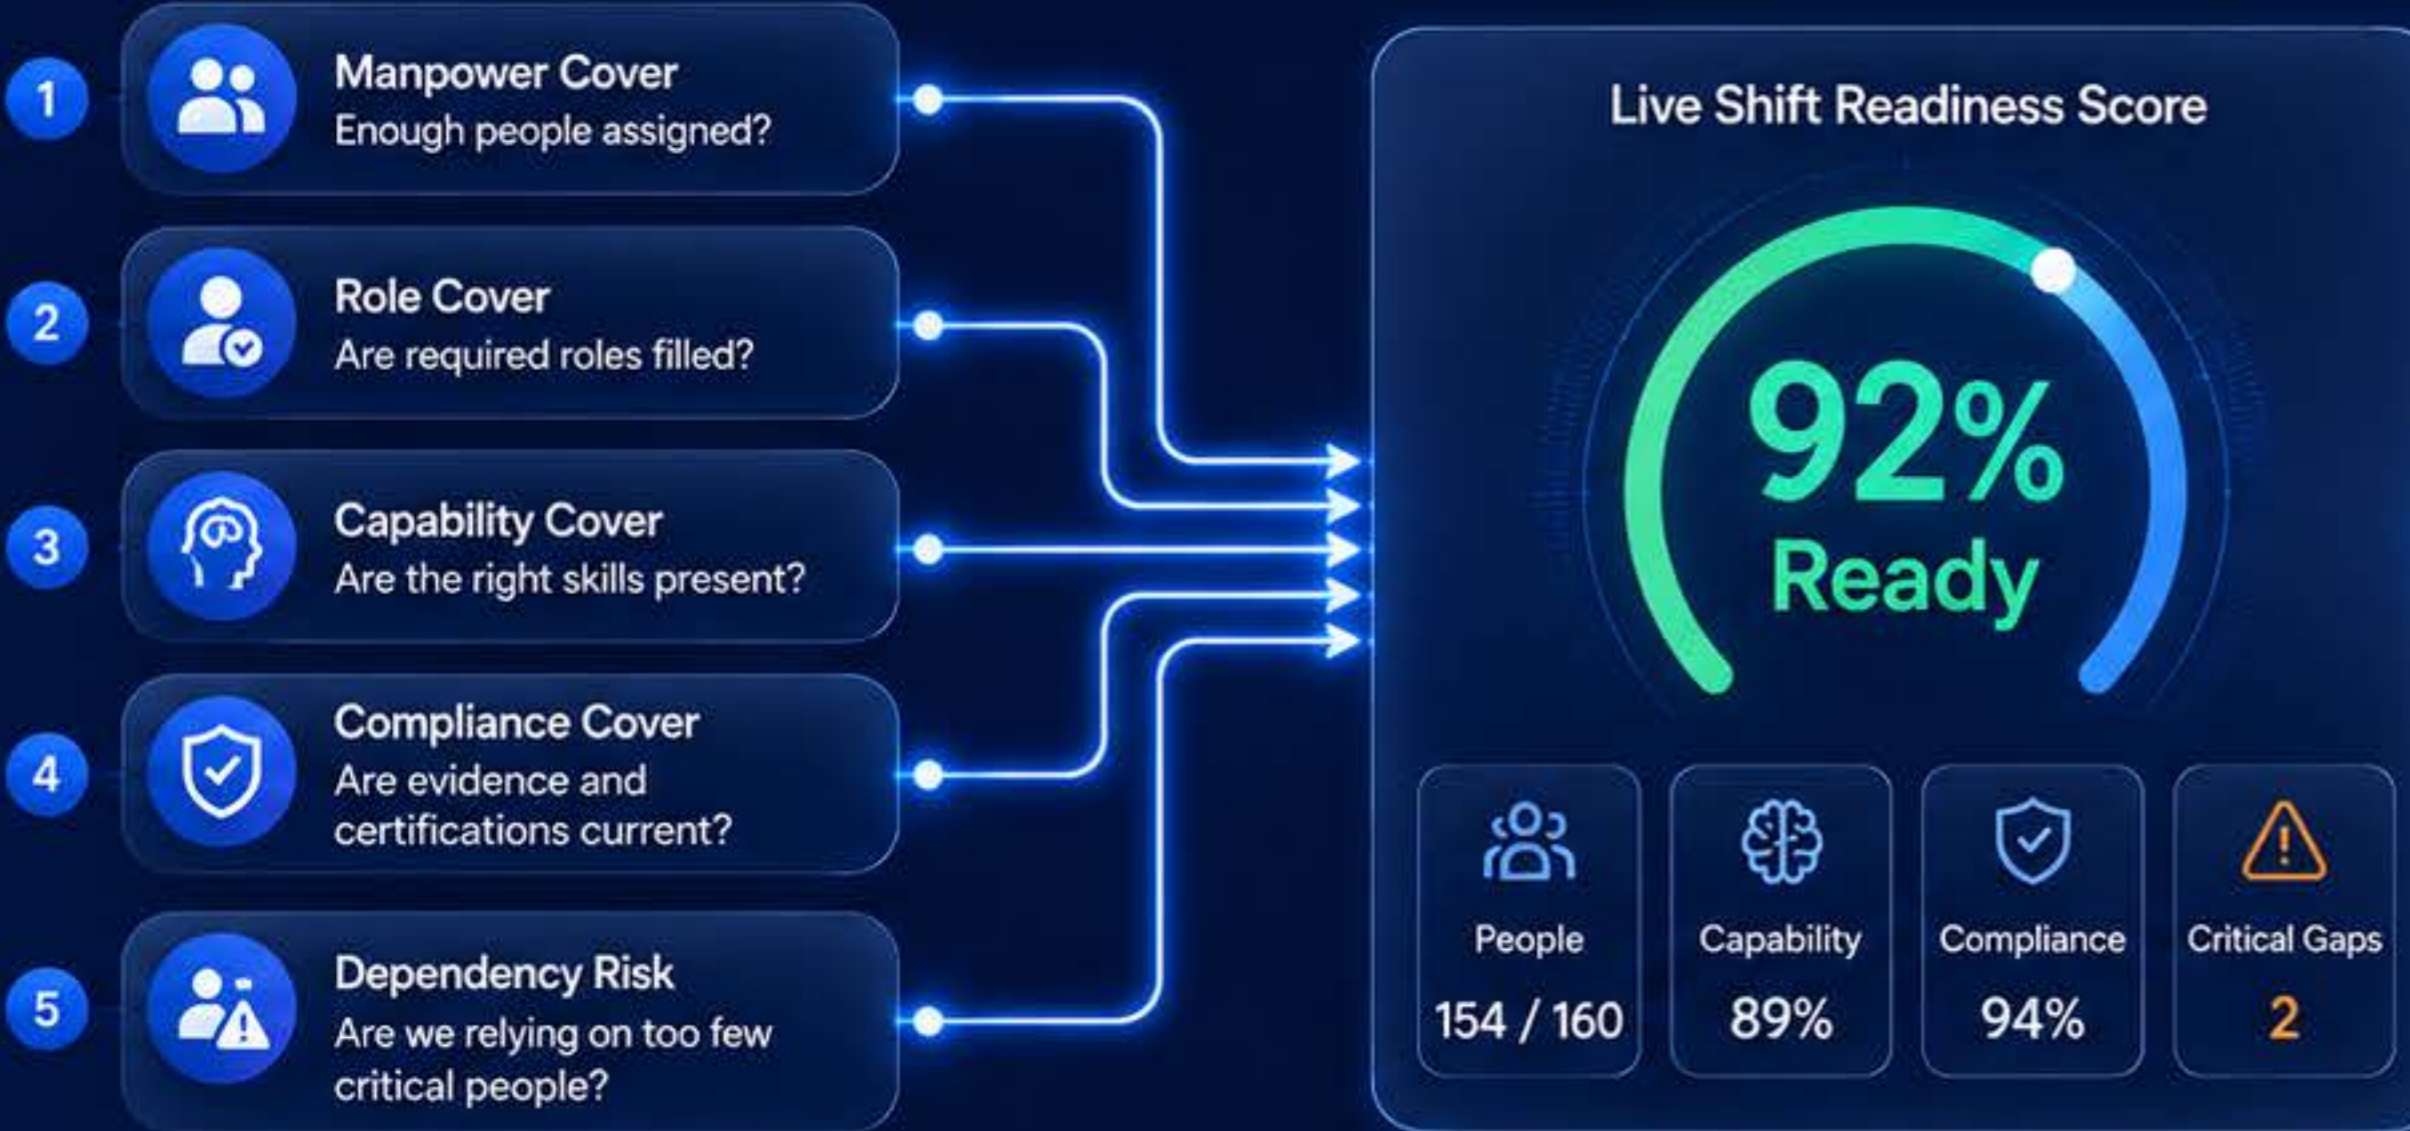 1
Manpower Cover
Enough people assigned?
2
Role Cover
Are required roles filled?
3
Capability Cover
Are the right skills present?
4
Compliance Cover
Are evidence and
certifications current?
5
Dependency Risk
Are we relying on too few
critical people?
Live Shift Readiness Score
92%
Ready
People
154 / 160
Capability
89%
Compliance
94%
Critical Gaps
2